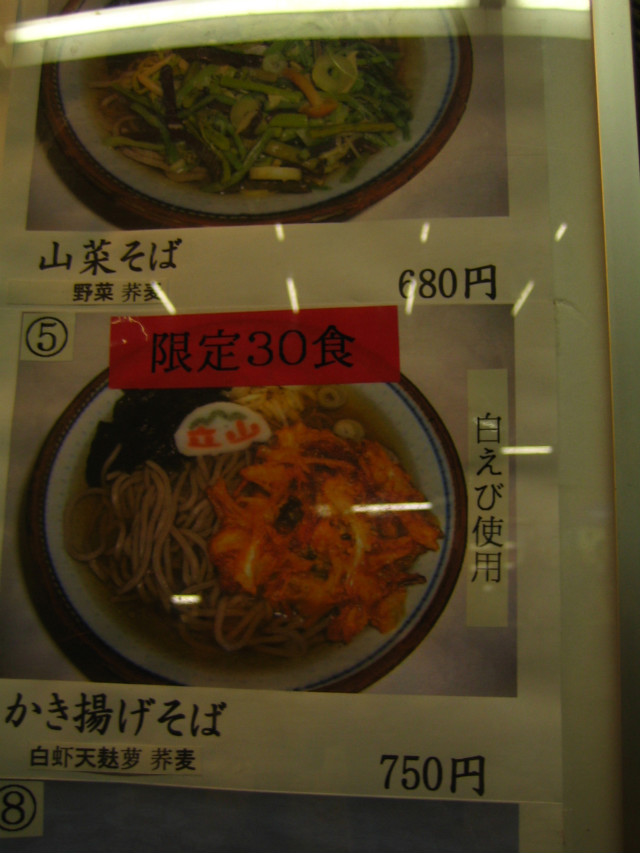 山菜そば
野菜 荞麦
680円
⑤
限定30食
立山
白えび使用
かき揚げそば
白虾天麸萝 荞麦
750円
⑧